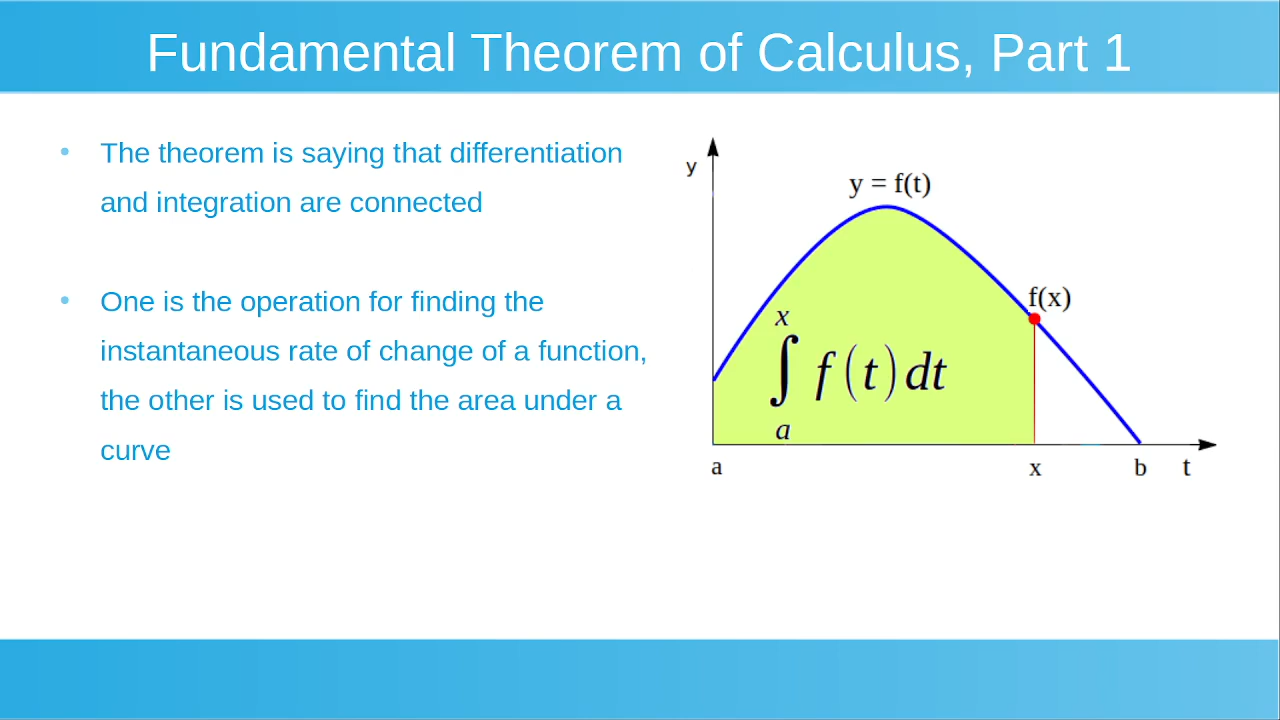 Fundamental Theorem of Calculus, Part 1
• The theorem is saying that differentiation
and integration are connected
• One is the operation for finding the
instantaneous rate of change of a function,
the other is used to find the area under a
curve
y
y = f(t)
f(x)
x
∫ f(t)dt
a
a x b t